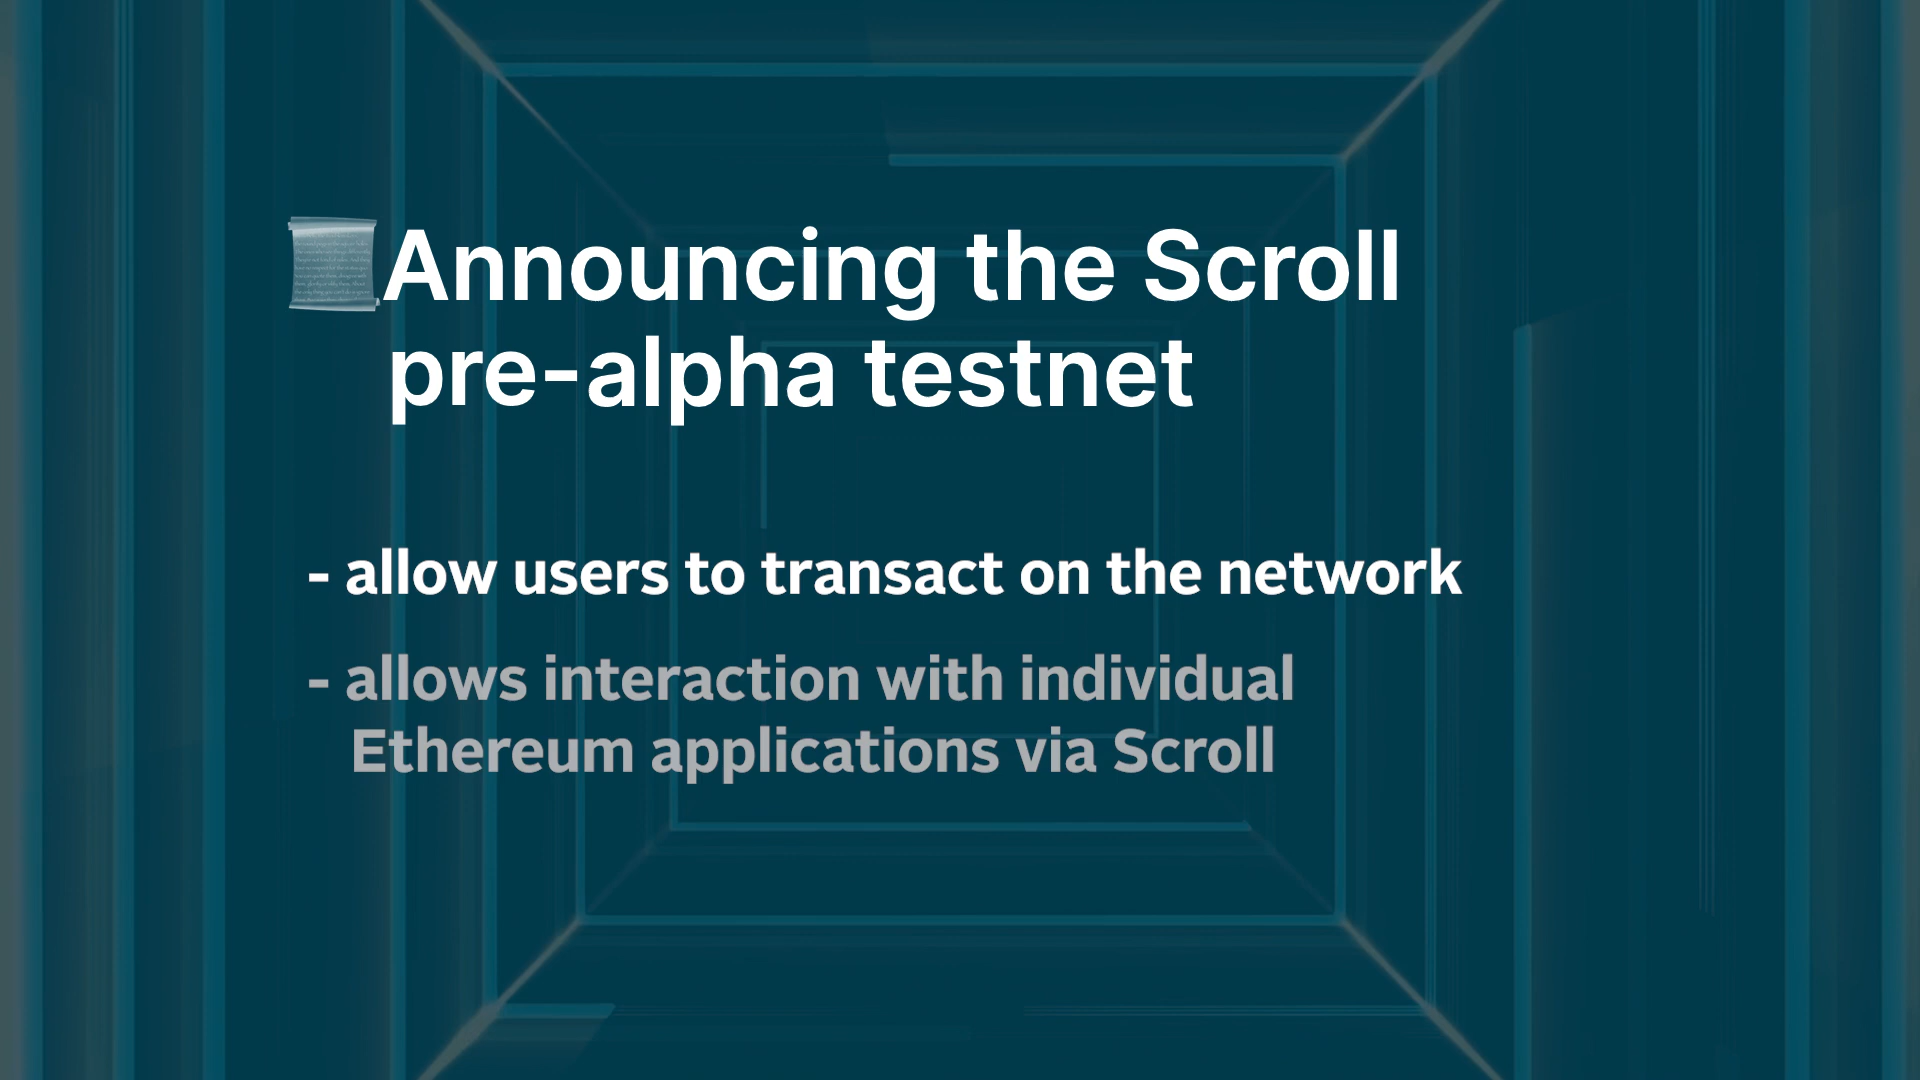 Announcing the Scroll
pre-alpha testnet
- allow users to transact on the network
- allows interaction with individual
Ethereum applications via Scroll